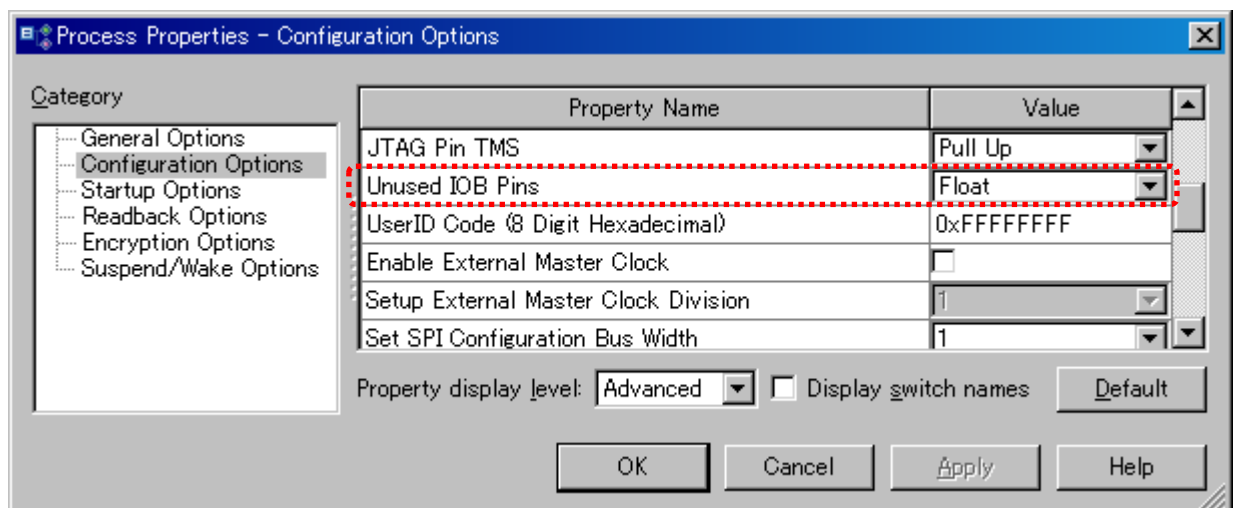 Process Properties - Configuration Options
Category
General Options
Configuration Options
Startup Options
Readback Options
Encryption Options
Suspend/Wake Options
Property Name Value
JTAG Pin TMS Pull Up
Unused IOB Pins Float
UserID Code (8 Digit Hexadecimal) 0xFFFFFFFF
Enable External Master Clock
Setup External Master Clock Division 1
Set SPI Configuration Bus Width 1
Property display level: Advanced Display switch names Default
OK Cancel Apply Help